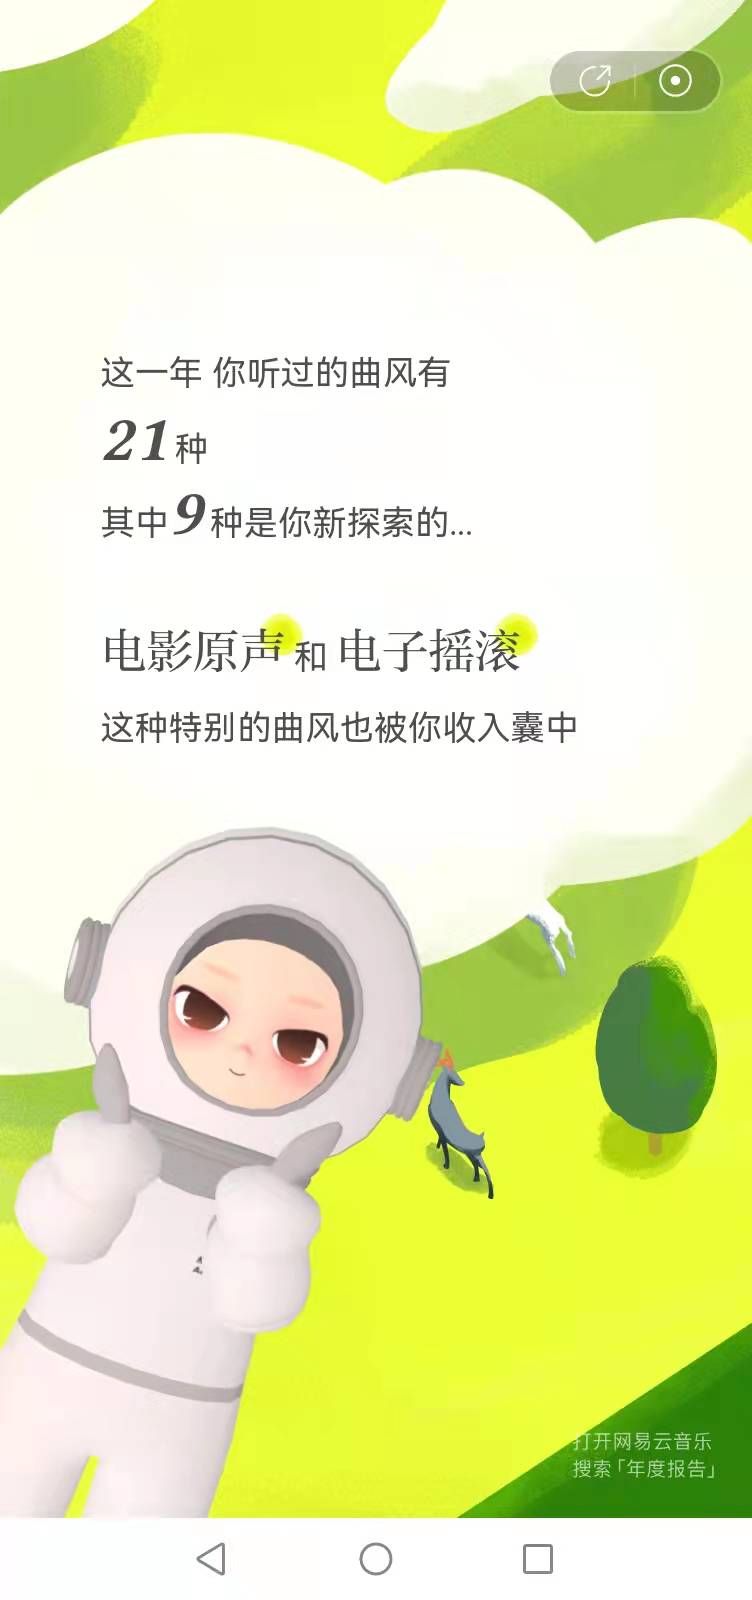 这一年 你听过的曲风有
21种
其中9种是你新探索的...
电影原声 和 电子摇滚
这种特别的曲风也被你收入囊中
打开网易云音乐
搜索「年度报告」